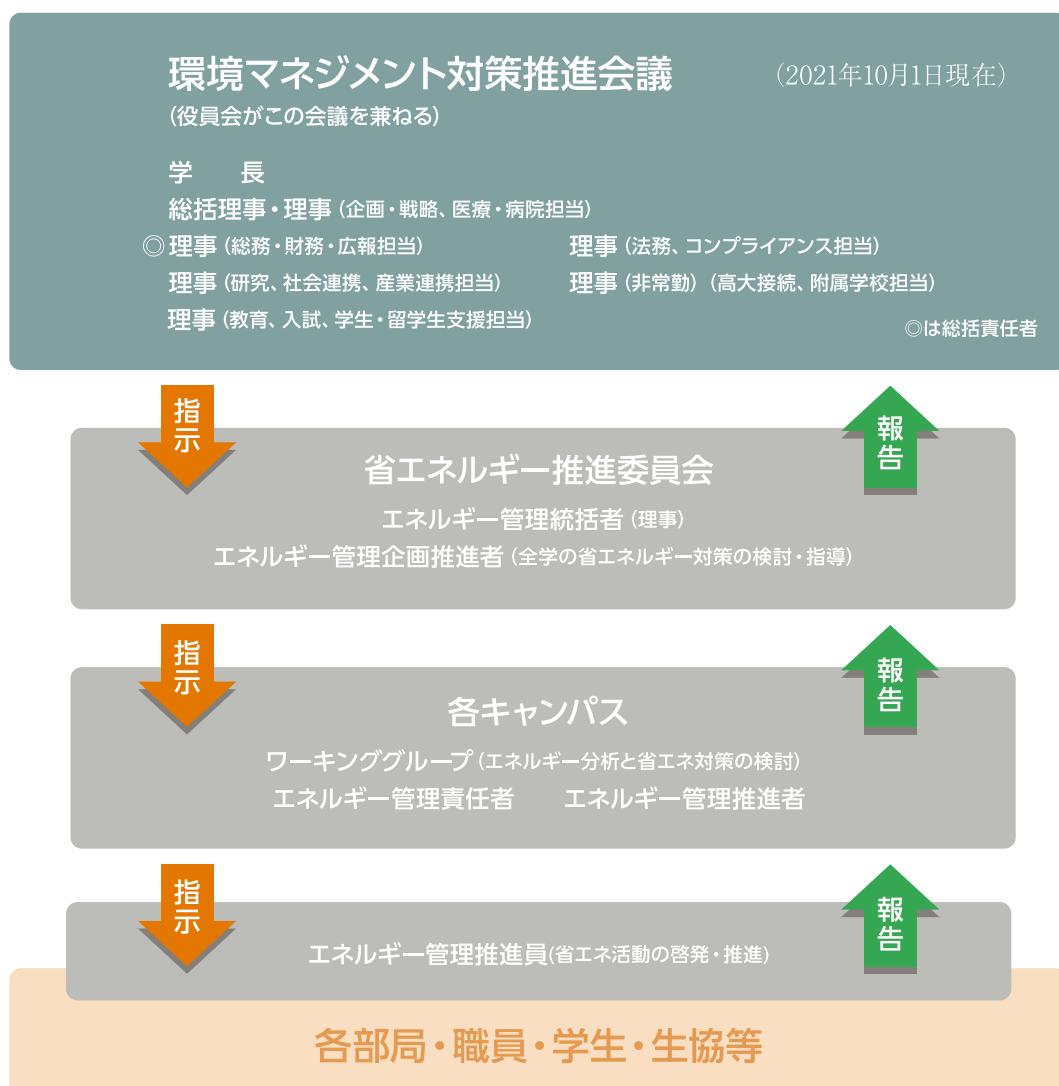 環境マネジメント対策推進会議 （2021年10月1日現在）
（役員会がこの会議を兼ねる）
学　　長
総括理事・理事（企画・戦略、医療・病院担当）
◎理事（総務・財務・広報担当） 理事（法務、コンプライアンス担当）
理事（研究、社会連携、産業連携担当） 理事（非常勤）（高大接続、附属学校担当）
理事（教育、入試、学生・留学生支援担当）
◎は総括責任者
指示 報告
省エネルギー推進委員会
エネルギー管理統括者（理事）
エネルギー管理企画推進者（全学の省エネルギー対策の検討・指導）
指示 報告
各キャンパス
ワーキンググループ（エネルギー分析と省エネ対策の検討）
エネルギー管理責任者　　エネルギー管理推進者
指示 報告
エネルギー管理推進員(省エネ活動の啓発・推進)
各部局・職員・学生・生協等